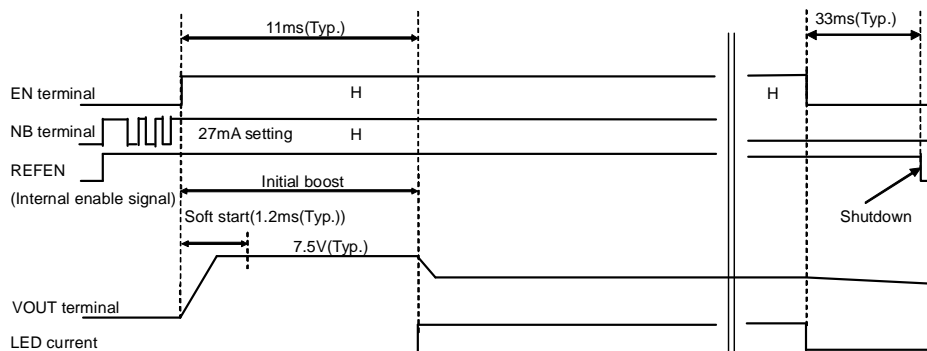 11ms(Typ.)
33ms(Typ.)
EN terminal
H
H
NB terminal
27mA setting
H
REFEN
(Internal enable signal)
Initial boost
Shutdown
Soft start(1.2ms(Typ.))
7.5V(Typ.)
VOUT terminal
LED current